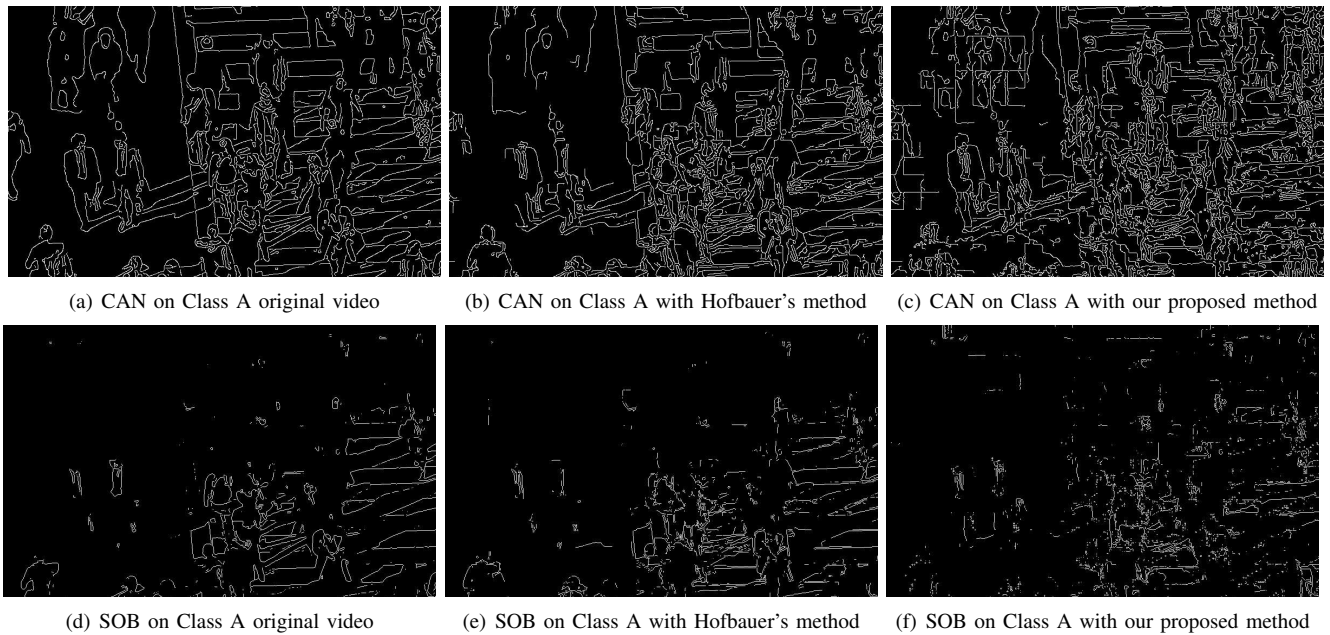 (a) CAN on Class A original video
(b) CAN on Class A with Hofbauer's method
(c) CAN on Class A with our proposed method
(d) SOB on Class A original video
(e) SOB on Class A with Hofbauer's method
(f) SOB on Class A with our proposed method